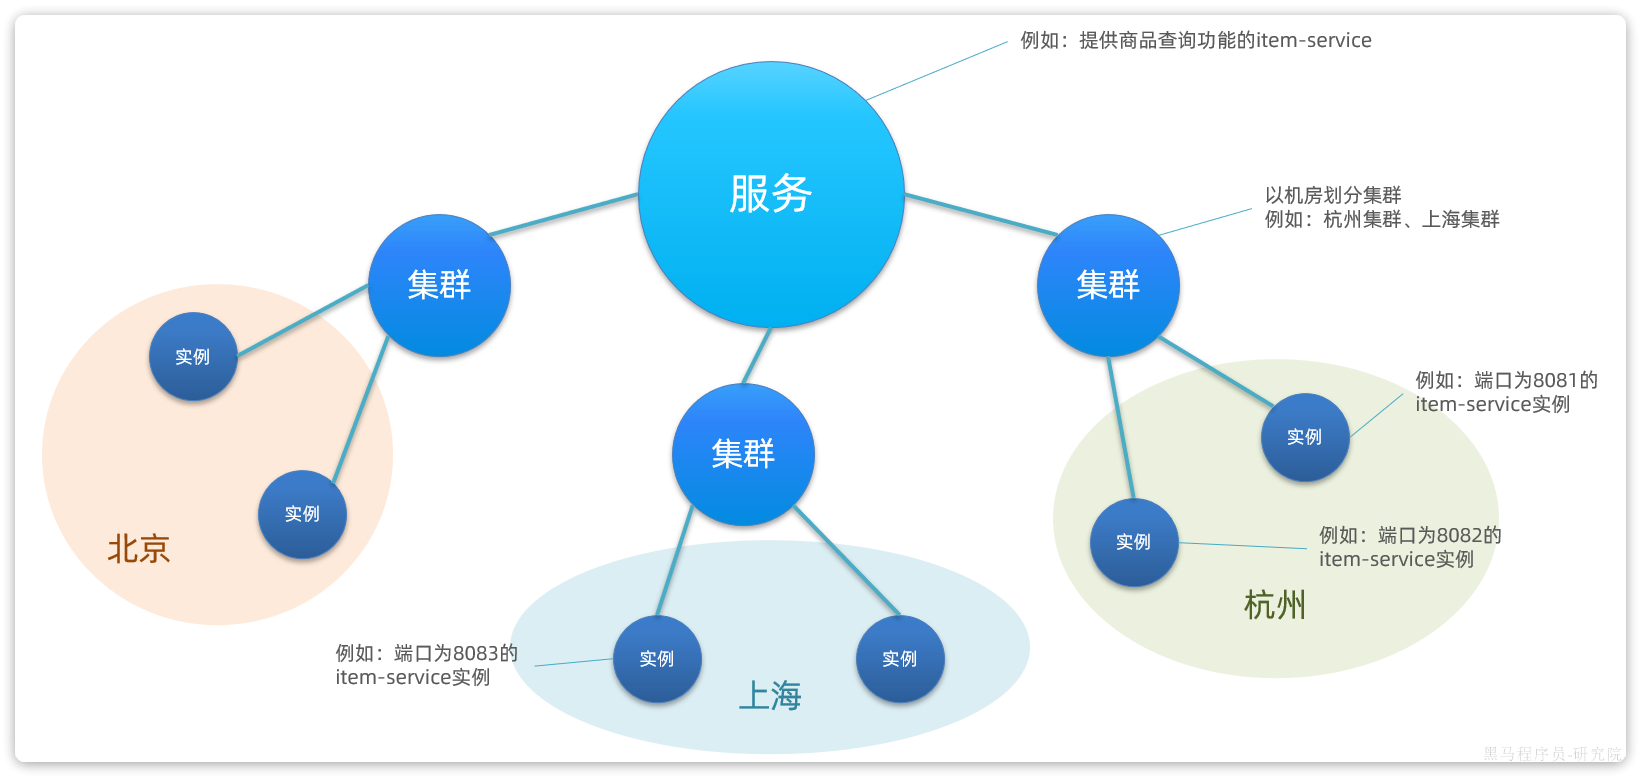 例如：提供商品查询功能的item-service
服务
以机房划分集群
例如：杭州集群、上海集群
集群
集群
实例
例如：端口为8081的
item-service实例
实例
集群
实例
实例
例如：端口为8082的
item-service实例
实例
北京
杭州
例如：端口为8083的
item-service实例
实例
实例
上海
黑马程序员-研究院